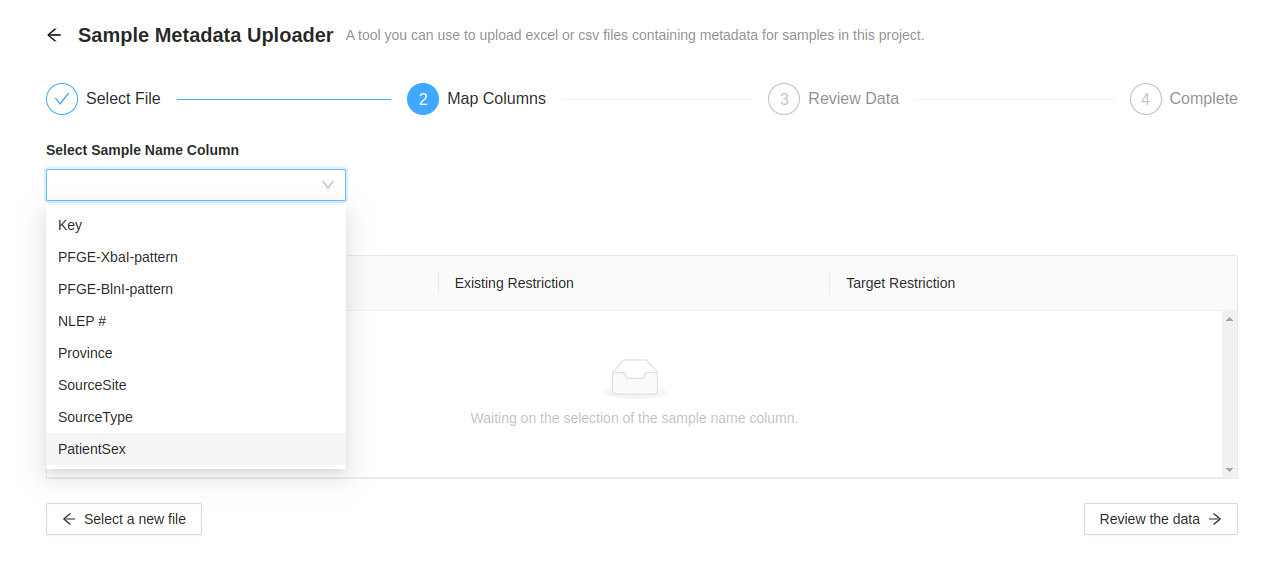 Sample Metadata Uploader A tool you can use to upload excel or csv files containing metadata for samples in this project.
Select File 2 Map Columns 3 Review Data 4 Complete
Select Sample Name Column
Key
PFGE-XbaI-pattern
PFGE-BlnI-pattern
NLEP #
Province
SourceSite
SourceType
PatientSex
Existing Restriction Target Restriction
Waiting on the selection of the sample name column.
Select a new file Review the data